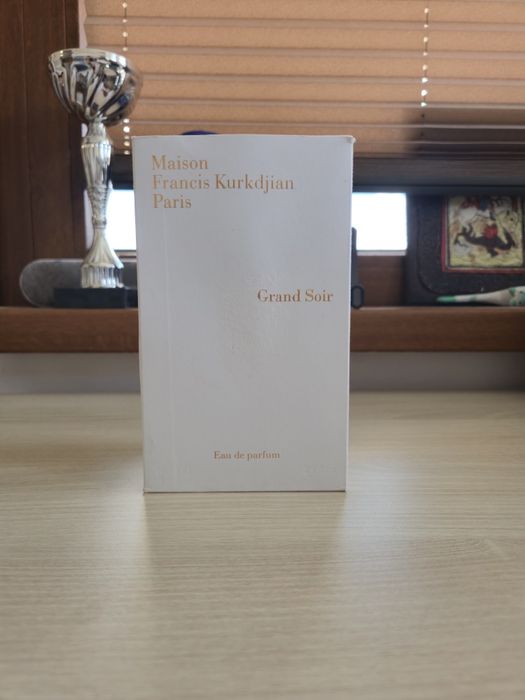 Maison
Francis Kurkdjian
Paris
Grand Soir
Eau de parfum